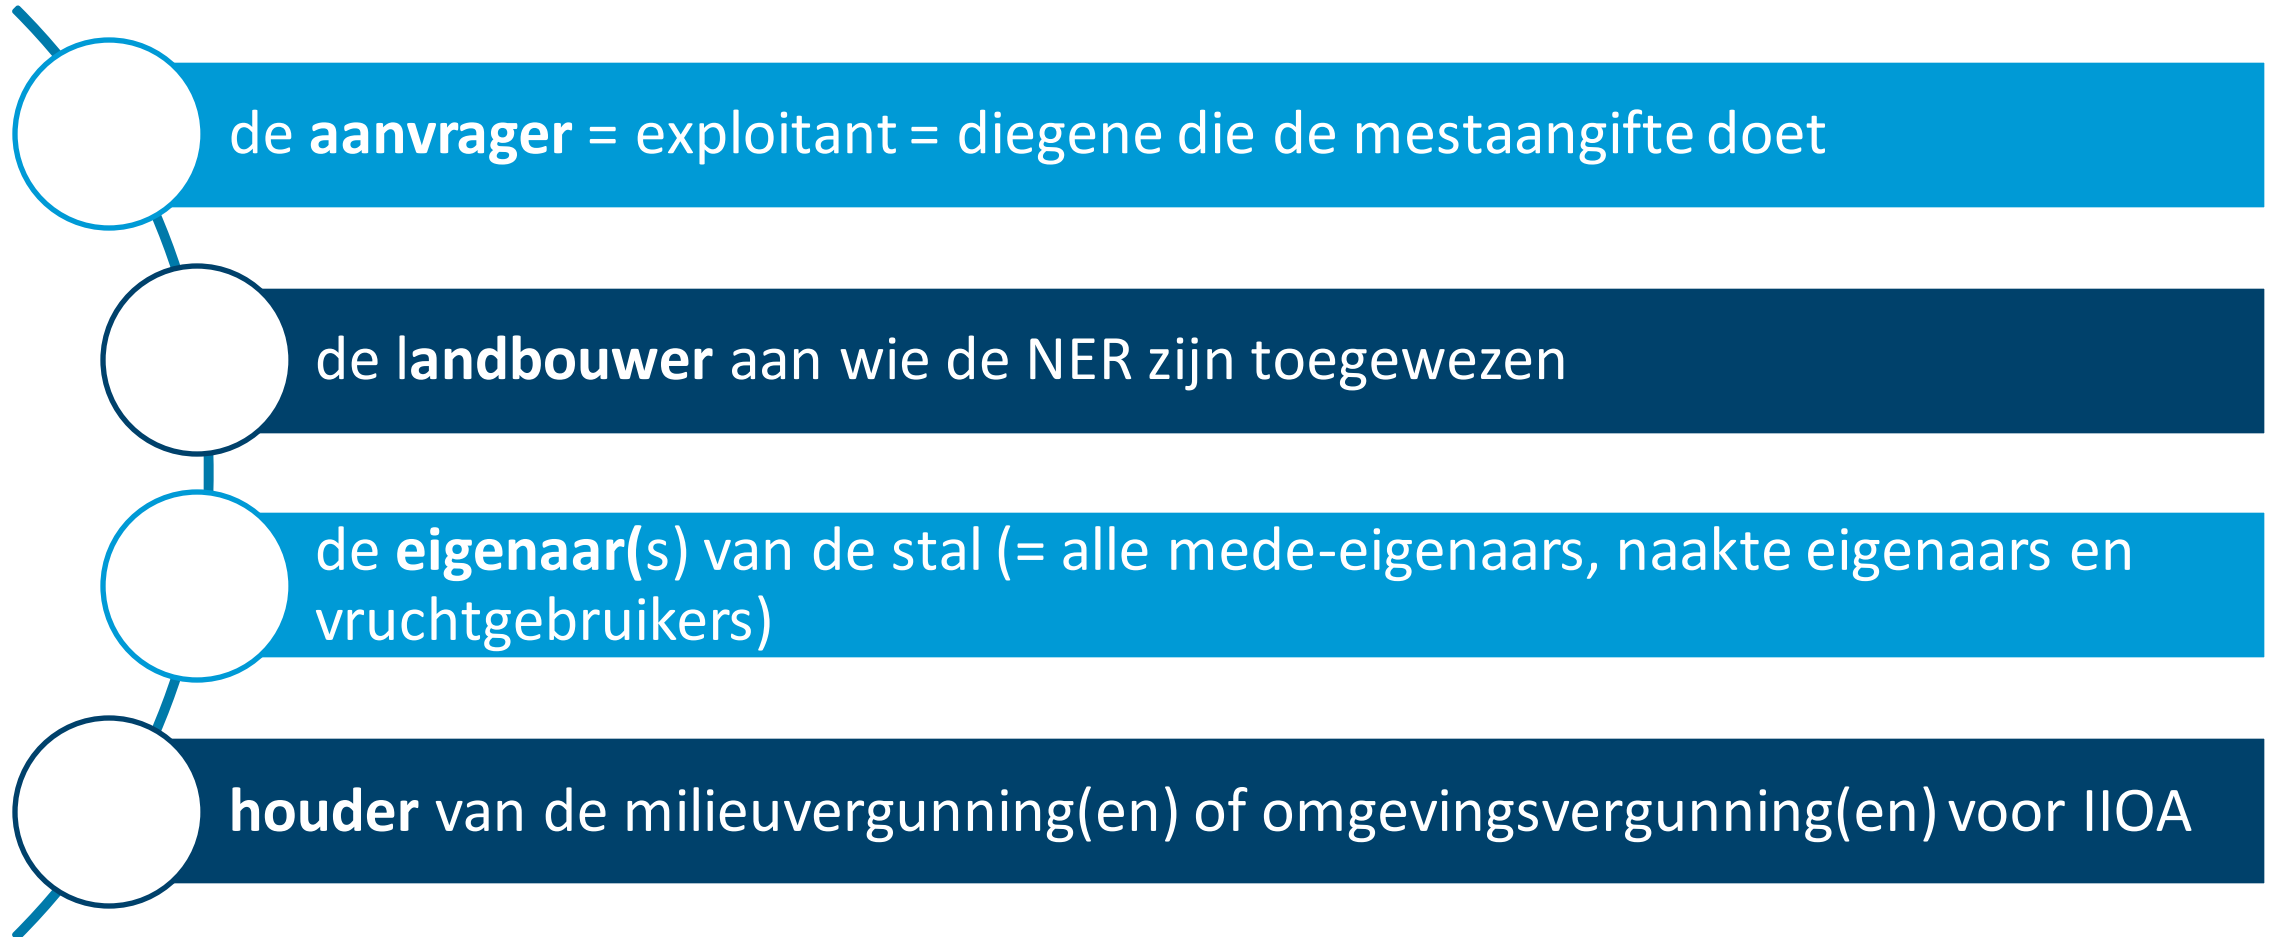 de aanvrager = exploitant = diegene die de mestaangifte doet
de landbouwer aan wie de NER zijn toegewezen
de eigenaar(s) van de stal (= alle mede-eigenaars, naakte eigenaars en
vruchtgebruikers)
houder van de milieuvergunning(en) of omgevingsvergunning(en) voor IIOA